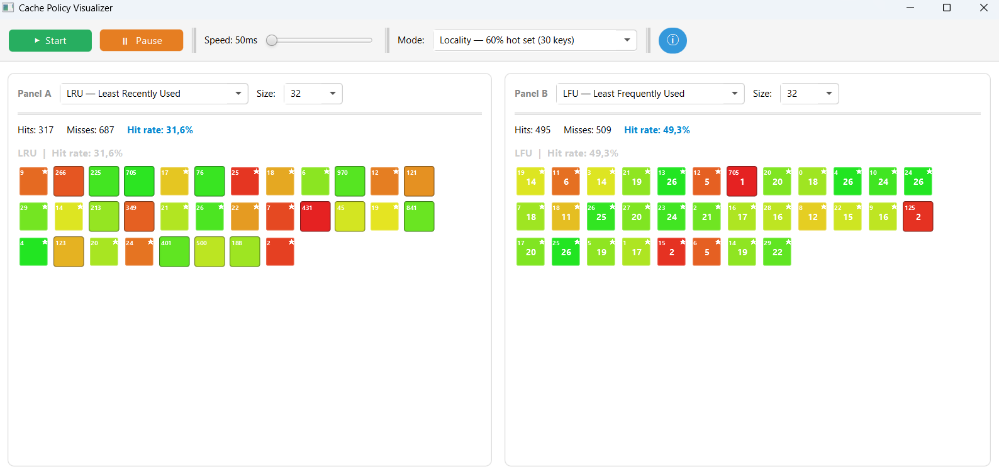 Cache Policy Visualizer
Start Pause Speed: 50ms Mode: Locality — 60% hot set (30 keys)
Panel A LRU — Least Recently Used Size: 32
Hits: 317 Misses: 687 Hit rate: 31,6%
LRU | Hit rate: 31,6%
9 266 225 705 17 76 25 18 6 970 12 121
29 14 213 349 21 26 22 7 431 45 19 841
4 123 20 24 401 500 188 2
Panel B LFU — Least Frequently Used Size: 32
Hits: 495 Misses: 509 Hit rate: 49,3%
LFU | Hit rate: 49,3%
19 11 3 21 13 12 705 20 0 4 10 24
14 6 14 19 26 5 1 20 18 26 24 26
7 18 26 27 23 2 16 28 8 22 9 125
18 11 25 20 24 21 17 16 12 15 16 2
17 25 5 1 15 6 14 29
20 26 19 17 2 5 19 22